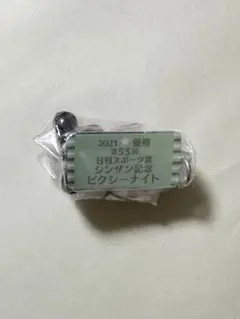 2021 優勝
第55回
日刊スポーツ賞
シンザン記念
ピクシーナイト